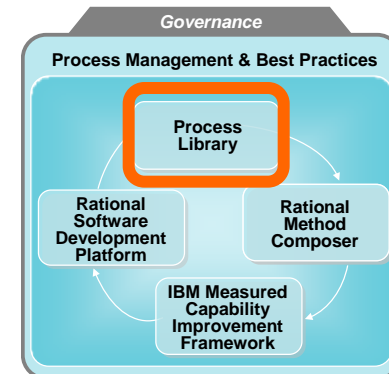 Governance
Process Management & Best Practices
Process
Library
Rational
Software
Development
Platform
Rational
Method
Composer
IBM Measured
Capability
Improvement
Framework